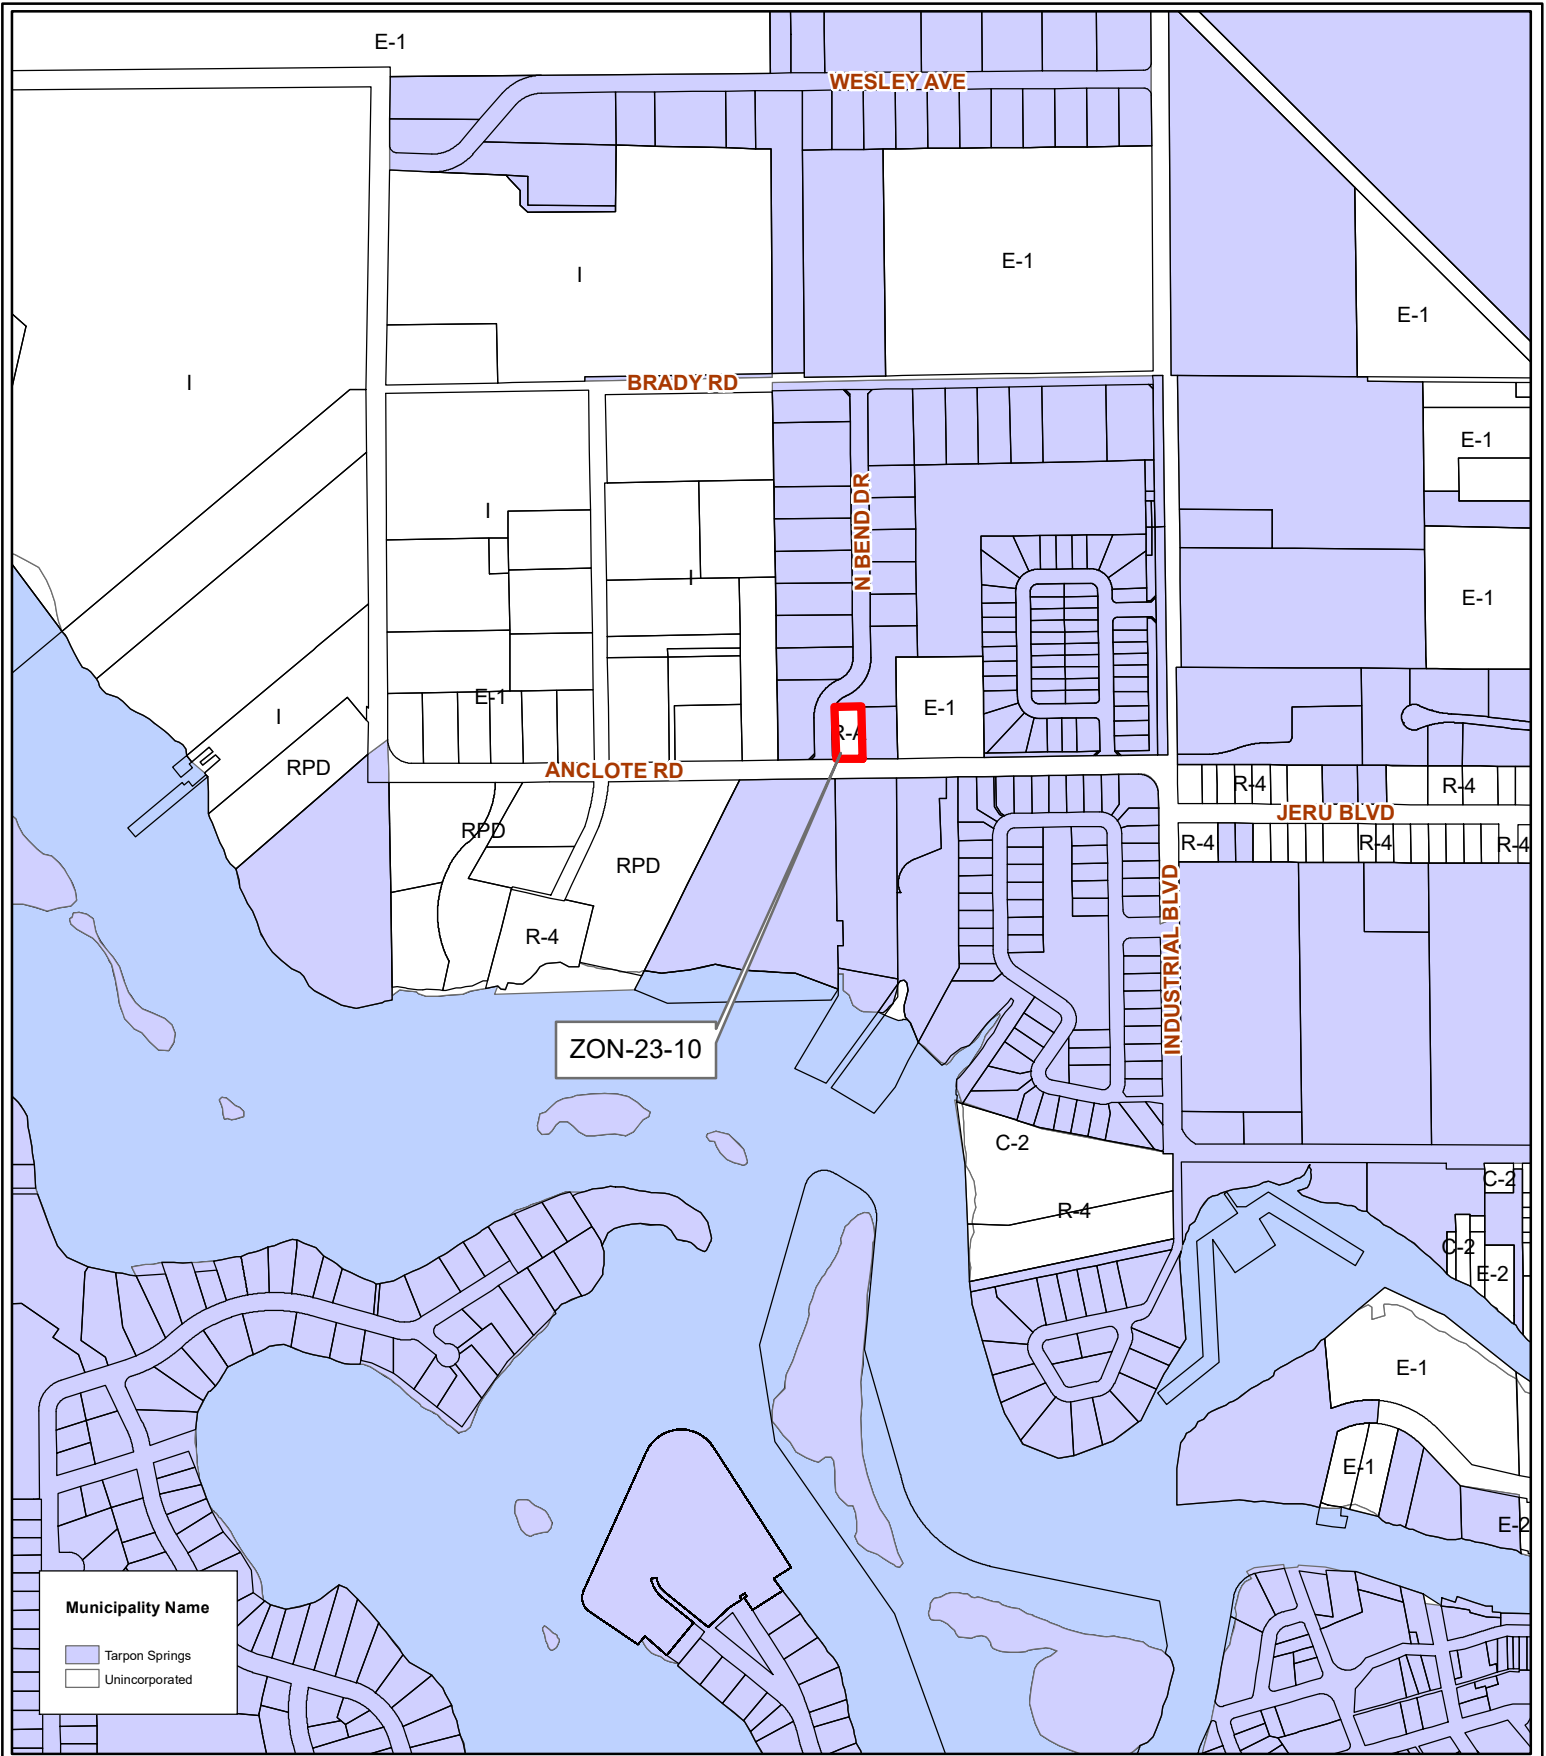 E-1
WESLEY AVE
I
E-1
E-1
I
BRADY RD
E-1
N BEND DR
I
I
E-1
E-1
E-1
I
R-A
RPD
ANCLOTE RD
R-4
R-4
JERU BLVD
RPD
R-4
R-4
R-4
RPD
R-4
INDUSTRIAL BLVD
ZON-23-10
C-2
C-2
R-4
C-2
E-2
E-1
E-1
E-2
Municipality Name
Tarpon Springs
Unincorporated